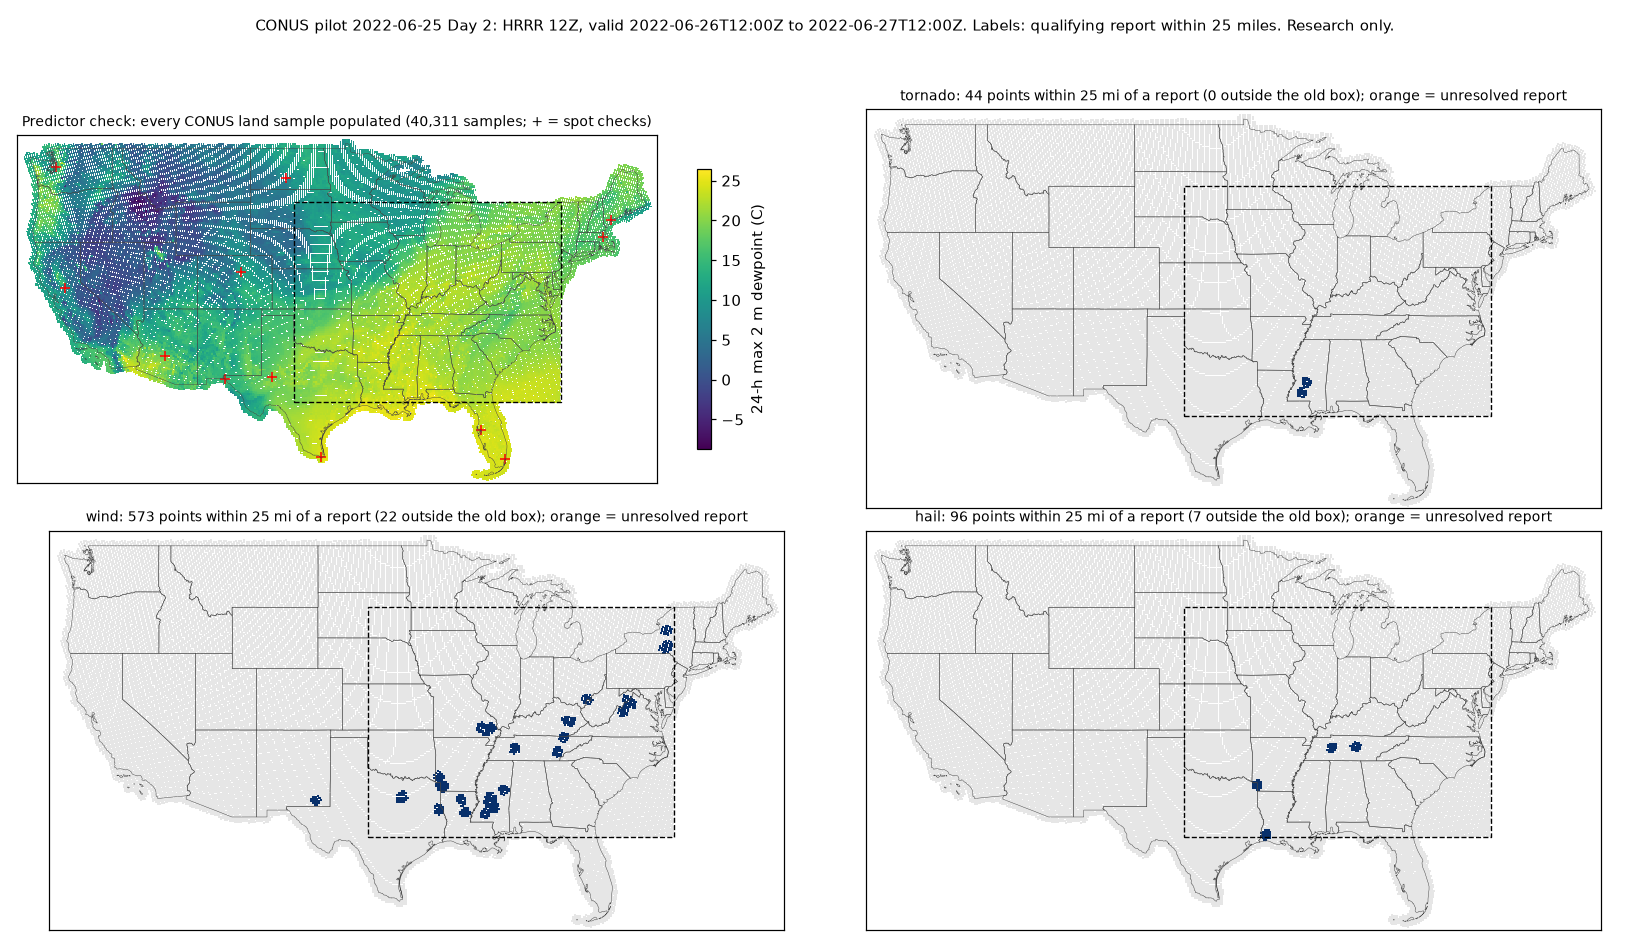 CONUS pilot 2022-06-25 Day 2: HRRR 12Z, valid 2022-06-26T12:00Z to 2022-06-27T12:00Z. Labels: qualifying report within 25 miles. Research only.
Predictor check: every CONUS land sample populated (40,311 samples; + = spot checks)
25
20
15
10
5
0
−5
24-h max 2 m dewpoint (C)
tornado: 44 points within 25 mi of a report (0 outside the old box); orange = unresolved report
wind: 573 points within 25 mi of a report (22 outside the old box); orange = unresolved report
hail: 96 points within 25 mi of a report (7 outside the old box); orange = unresolved report